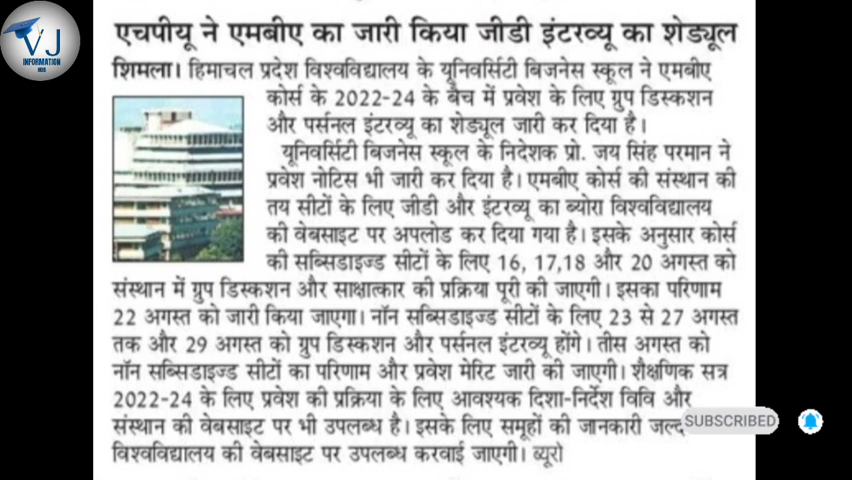 VJ
INFORMATION
HUB
एचपीयू ने एमबीए का जारी किया जीडी इंटरव्यू का शेड्यूल
शिमला। हिमाचल प्रदेश विश्वविद्यालय के यूनिवर्सिटी बिजनेस स्कूल ने एमबीए
कोर्स के 2022-24 के बैच में प्रवेश के लिए ग्रुप डिस्कशन
और पर्सनल इंटरव्यू का शेड्यूल जारी कर दिया है।
यूनिवर्सिटी बिजनेस स्कूल के निदेशक प्रो. जय सिंह परमान ने
प्रवेश नोटिस भी जारी कर दिया है। एमबीए कोर्स की संस्थान की
तय सीटों के लिए जीडी और इंटरव्यू का ब्योरा विश्वविद्यालय
की वेबसाइट पर अपलोड कर दिया गया है। इसके अनुसार कोर्स
की सब्सिडाइज्ड सीटों के लिए 16, 17,18 और 20 अगस्त को
संस्थान में ग्रुप डिस्कशन और साक्षात्कार की प्रक्रिया पूरी की जाएगी। इसका परिणाम
22 अगस्त को जारी किया जाएगा। नॉन सब्सिडाइज्ड सीटों के लिए 23 से 27 अगस्त
तक और 29 अगस्त को ग्रुप डिस्कशन और पर्सनल इंटरव्यू होंगे। तीस अगस्त को
नॉन सब्सिडाइज्ड सीटों का परिणाम और प्रवेश मेरिट जारी की जाएगी। शैक्षणिक सत्र
2022-24 के लिए प्रवेश की प्रक्रिया के लिए आवश्यक दिशा-निर्देश विवि और
संस्थान की वेबसाइट पर भी उपलब्ध है। इसके लिए समूहों की जानकारी जल्द
विश्वविद्यालय की वेबसाइट पर उपलब्ध करवाई जाएगी। ब्यूरो
SUBSCRIBED